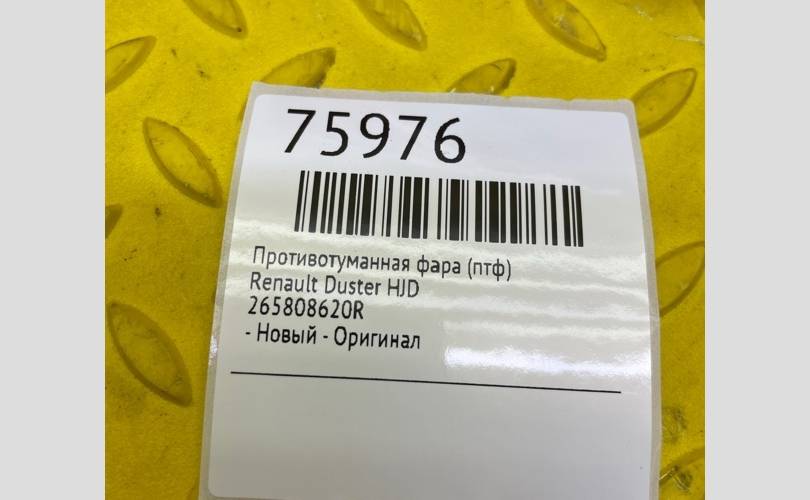 75976
Противотуманная фара (птф)
Renault Duster HJD
265808620R
- Новый - Оригинал